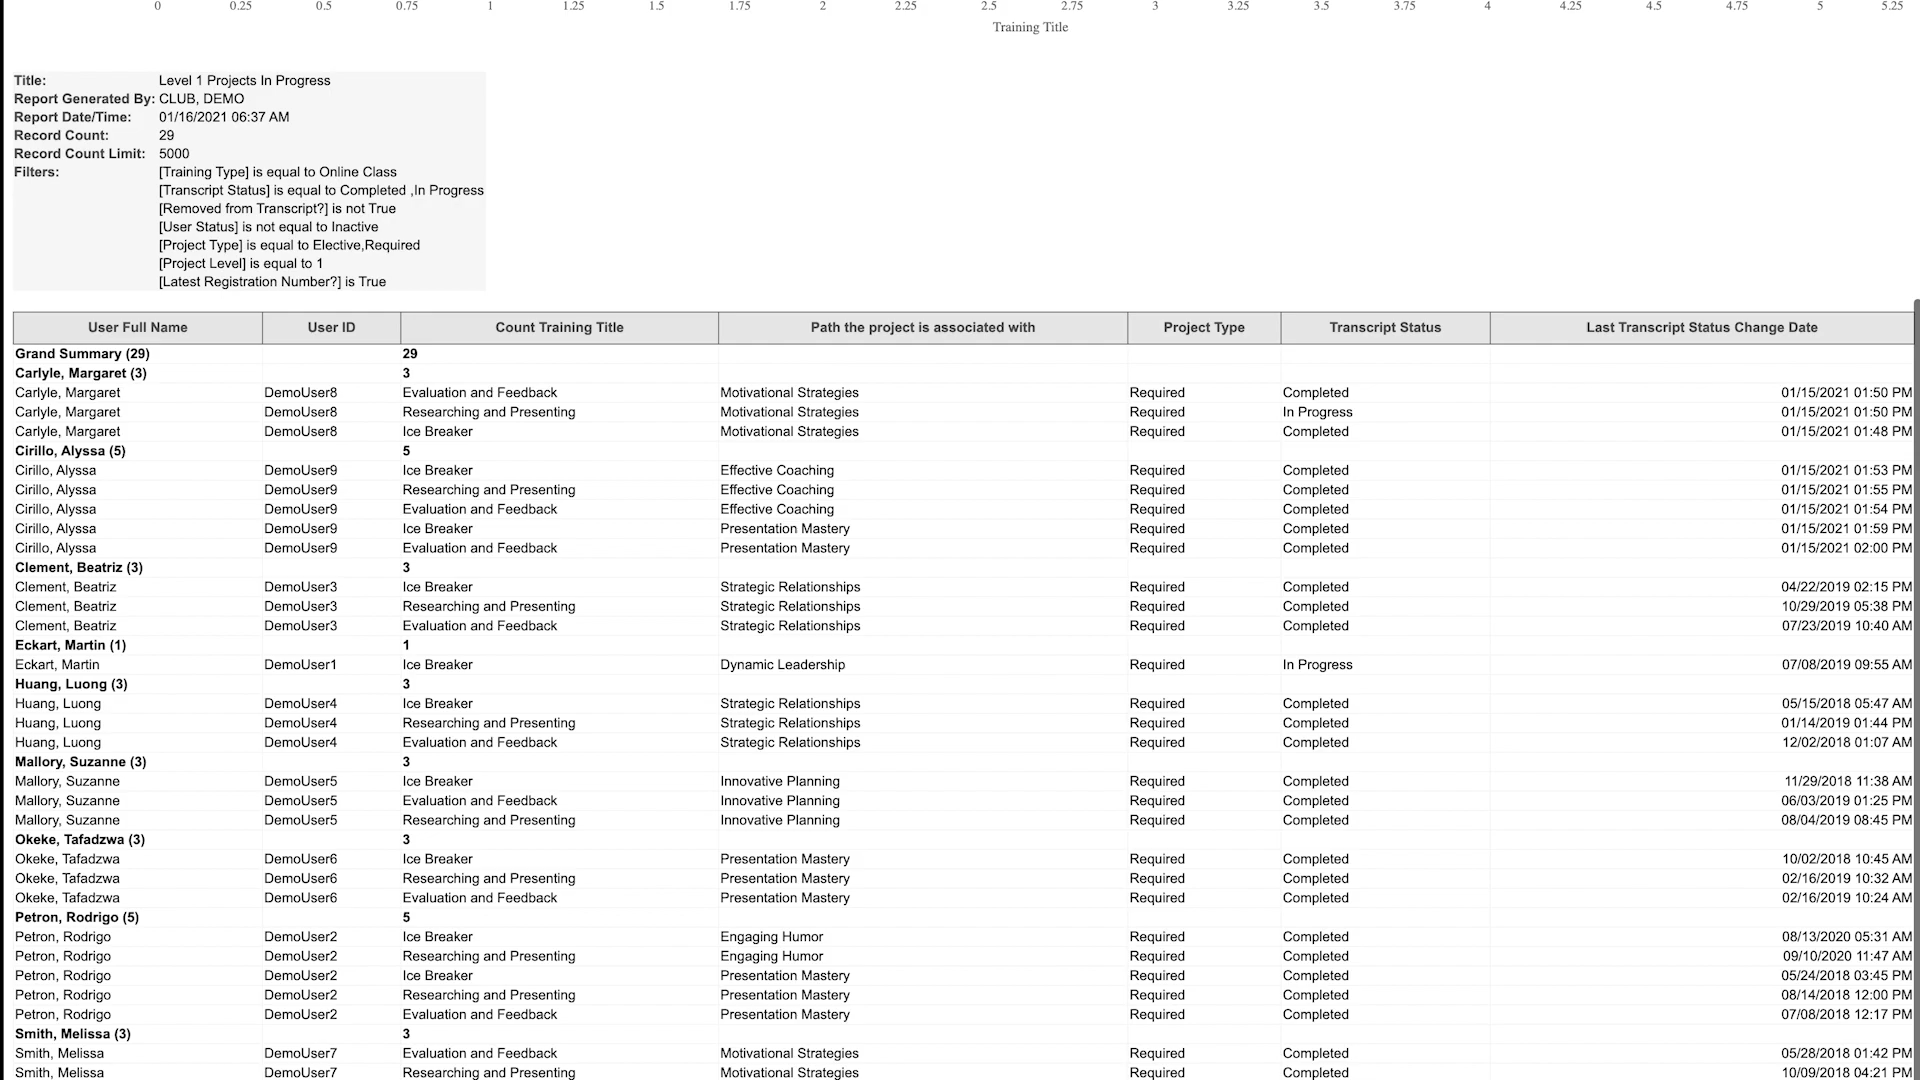 0 0.25 0.5 0.75 1 1.25 1.5 1.75 2 2.25 2.5 2.75 3 3.25 3.5 3.75 4 4.25 4.5 4.75 5 5.25
Training Title
Title: Level 1 Projects In Progress
Report Generated By: CLUB, DEMO
Report Date/Time: 01/16/2021 06:37 AM
Record Count: 29
Record Count Limit: 5000
Filters: [Training Type] is equal to Online Class
[Transcript Status] is equal to Completed ,In Progress
[Removed from Transcript?] is not True
[User Status] is not equal to Inactive
[Project Type] is equal to Elective,Required
[Project Level] is equal to 1
[Latest Registration Number?] is True
User Full Name User ID Count Training Title Path the project is associated with Project Type Transcript Status Last Transcript Status Change Date
Grand Summary (29) 29
Carlyle, Margaret (3) 3
Carlyle, Margaret DemoUser8 Evaluation and Feedback Motivational Strategies Required Completed 01/15/2021 01:50 PM
Carlyle, Margaret DemoUser8 Researching and Presenting Motivational Strategies Required In Progress 01/15/2021 01:50 PM
Carlyle, Margaret DemoUser8 Ice Breaker Motivational Strategies Required Completed 01/15/2021 01:48 PM
Cirillo, Alyssa (5) 5
Cirillo, Alyssa DemoUser9 Ice Breaker Effective Coaching Required Completed 01/15/2021 01:53 PM
Cirillo, Alyssa DemoUser9 Researching and Presenting Effective Coaching Required Completed 01/15/2021 01:55 PM
Cirillo, Alyssa DemoUser9 Evaluation and Feedback Effective Coaching Required Completed 01/15/2021 01:54 PM
Cirillo, Alyssa DemoUser9 Ice Breaker Presentation Mastery Required Completed 01/15/2021 01:59 PM
Cirillo, Alyssa DemoUser9 Evaluation and Feedback Presentation Mastery Required Completed 01/15/2021 02:00 PM
Clement, Beatriz (3) 3
Clement, Beatriz DemoUser3 Ice Breaker Strategic Relationships Required Completed 04/22/2019 02:15 PM
Clement, Beatriz DemoUser3 Researching and Presenting Strategic Relationships Required Completed 10/29/2019 05:38 PM
Clement, Beatriz DemoUser3 Evaluation and Feedback Strategic Relationships Required Completed 07/23/2019 10:40 AM
Eckart, Martin (1) 1
Eckart, Martin DemoUser1 Ice Breaker Dynamic Leadership Required In Progress 07/08/2019 09:55 AM
Huang, Luong (3) 3
Huang, Luong DemoUser4 Ice Breaker Strategic Relationships Required Completed 05/15/2018 05:47 AM
Huang, Luong DemoUser4 Researching and Presenting Strategic Relationships Required Completed 01/14/2019 01:44 PM
Huang, Luong DemoUser4 Evaluation and Feedback Strategic Relationships Required Completed 12/02/2018 01:07 AM
Mallory, Suzanne (3) 3
Mallory, Suzanne DemoUser5 Ice Breaker Innovative Planning Required Completed 11/29/2018 11:38 AM
Mallory, Suzanne DemoUser5 Evaluation and Feedback Innovative Planning Required Completed 06/03/2019 01:25 PM
Mallory, Suzanne DemoUser5 Researching and Presenting Innovative Planning Required Completed 08/04/2019 08:45 PM
Okeke, Tafadzwa (3) 3
Okeke, Tafadzwa DemoUser6 Ice Breaker Presentation Mastery Required Completed 10/02/2018 10:45 AM
Okeke, Tafadzwa DemoUser6 Researching and Presenting Presentation Mastery Required Completed 02/16/2019 10:32 AM
Okeke, Tafadzwa DemoUser6 Evaluation and Feedback Presentation Mastery Required Completed 02/16/2019 10:24 AM
Petron, Rodrigo (5) 5
Petron, Rodrigo DemoUser2 Ice Breaker Engaging Humor Required Completed 08/13/2020 05:31 AM
Petron, Rodrigo DemoUser2 Researching and Presenting Engaging Humor Required Completed 09/10/2020 11:47 AM
Petron, Rodrigo DemoUser2 Ice Breaker Presentation Mastery Required Completed 05/24/2018 03:45 PM
Petron, Rodrigo DemoUser2 Researching and Presenting Presentation Mastery Required Completed 08/14/2018 12:00 PM
Petron, Rodrigo DemoUser2 Evaluation and Feedback Presentation Mastery Required Completed 07/08/2018 12:17 PM
Smith, Melissa (3) 3
Smith, Melissa DemoUser7 Evaluation and Feedback Motivational Strategies Required Completed 05/28/2018 01:42 PM
Smith, Melissa DemoUser7 Researching and Presenting Motivational Strategies Required Completed 10/09/2018 04:21 PM